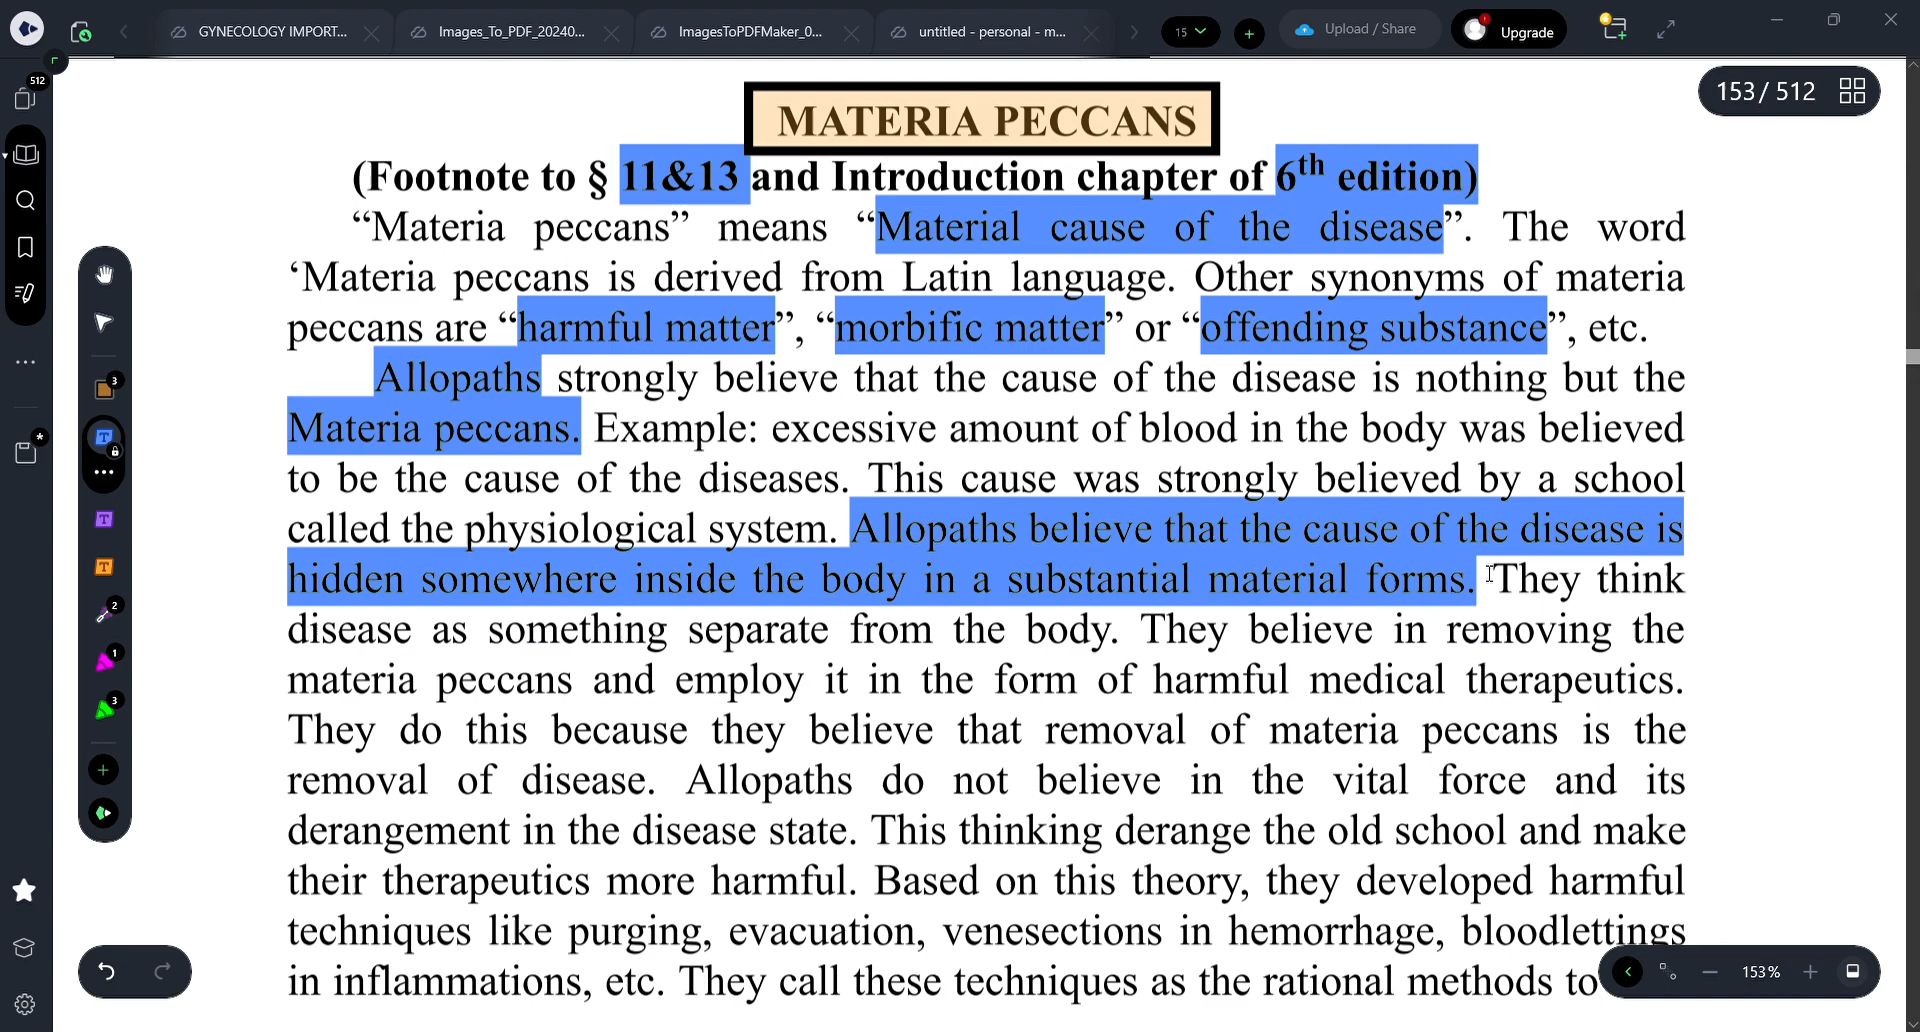 GYNECOLOGY IMPORT...
Images_To_PDF_20240...
ImagesToPDFMaker_0...
untitled - personal - m...
15
Upload / Share
Upgrade
512
153/ 512
MATERIA PECCANS
(Footnote to § 11&13 and Introduction chapter of 6th edition)
“Materia peccans” means “Material cause of the disease”. The word
‘Materia peccans is derived from Latin language. Other synonyms of materia
peccans are “harmful matter”, “morbific matter” or “offending substance”, etc.
Allopaths strongly believe that the cause of the disease is nothing but the
Materia peccans. Example: excessive amount of blood in the body was believed
to be the cause of the diseases. This cause was strongly believed by a school
called the physiological system. Allopaths believe that the cause of the disease is
hidden somewhere inside the body in a substantial material forms. They think
disease as something separate from the body. They believe in removing the
materia peccans and employ it in the form of harmful medical therapeutics.
They do this because they believe that removal of materia peccans is the
removal of disease. Allopaths do not believe in the vital force and its
derangement in the disease state. This thinking derange the old school and make
their therapeutics more harmful. Based on this theory, they developed harmful
techniques like purging, evacuation, venesections in hemorrhage, bloodlettings
in inflammations, etc. They call these techniques as the rational methods to
3
T
T
T
2
1
3
153%